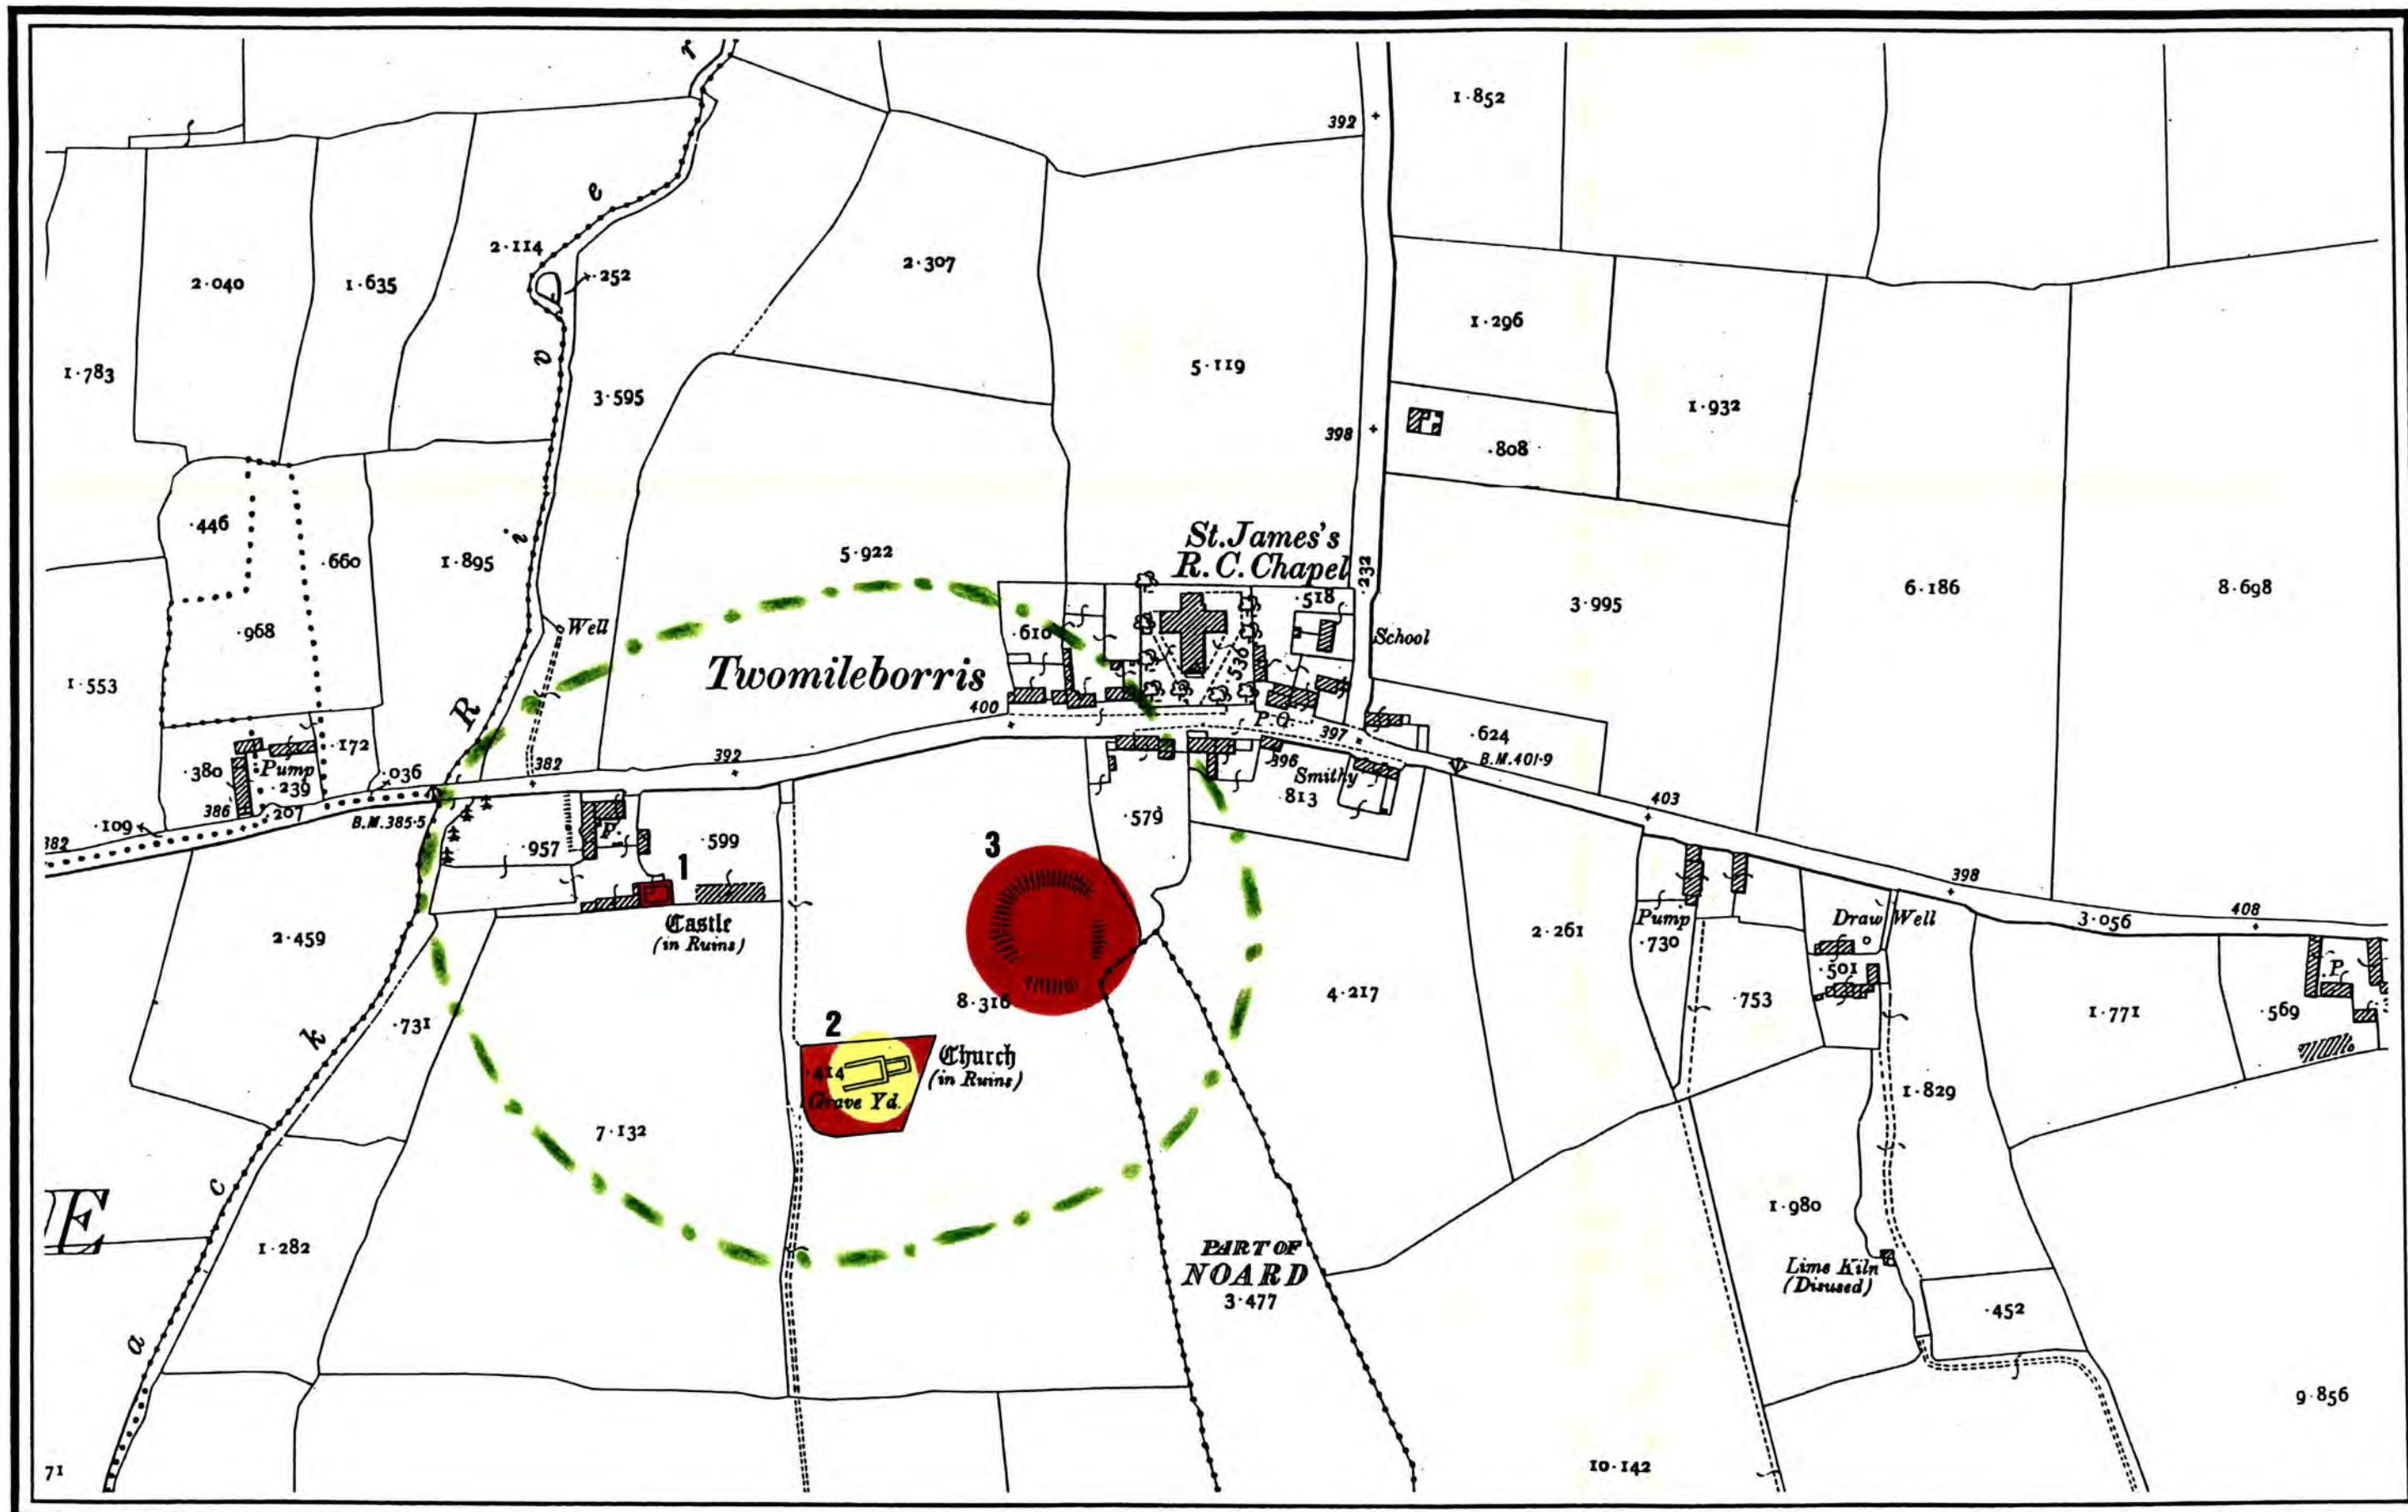 392
1·852
2·114
·252
2·040
1·635
2·307
1·296
1·783
3·595
5·119
1·932
398
·808
·446
·660
1·895
5·922
St. James's
R. C. Chapel
·232
3·995
6·186
8·698
·968
Well
·610
·518
School
·530
1·553
Twomileborris
400
P.O.
397
·624
B.M.401·9
·172
·380
Pump
·239
·036
382
392
396
Smithy
·813
403
386
·207
·109
B.M.385·5
382
·957
P.
·599
·579
1
3
398
Castle
(in Ruins)
2·459
2·261
Pump
·730
Draw Well
3·056
408
·501
P.
·731
8·316
4·217
·753
1·771
·569
2
·414
Church
(in Ruins)
Grave Yd.
7·132
1·829
R i v e r
a c k
E
1·282
PART OF
NOARD
3·477
1·980
Lime Kiln
(Disused)
·452
9·856
71
10·142